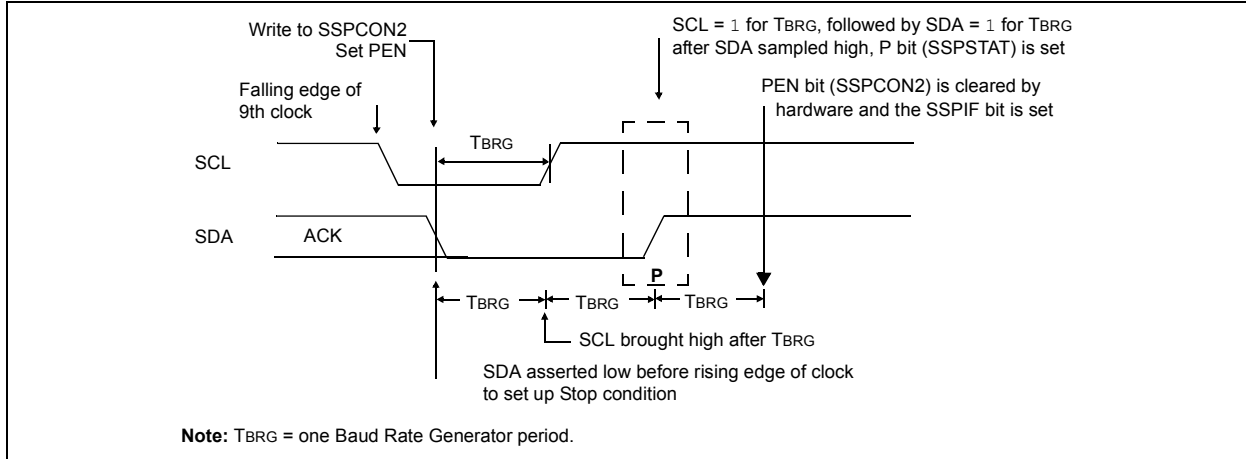 Write to SSPCON2
Set PEN
SCL = 1 for TBRG, followed by SDA = 1 for TBRG
after SDA sampled high, P bit (SSPSTAT) is set
Falling edge of
9th clock
PEN bit (SSPCON2) is cleared by
hardware and the SSPIF bit is set
TBRG
SCL
SDA
ACK
P
TBRG
TBRG
TBRG
SCL brought high after TBRG
SDA asserted low before rising edge of clock
to set up Stop condition
Note: TBRG = one Baud Rate Generator period.